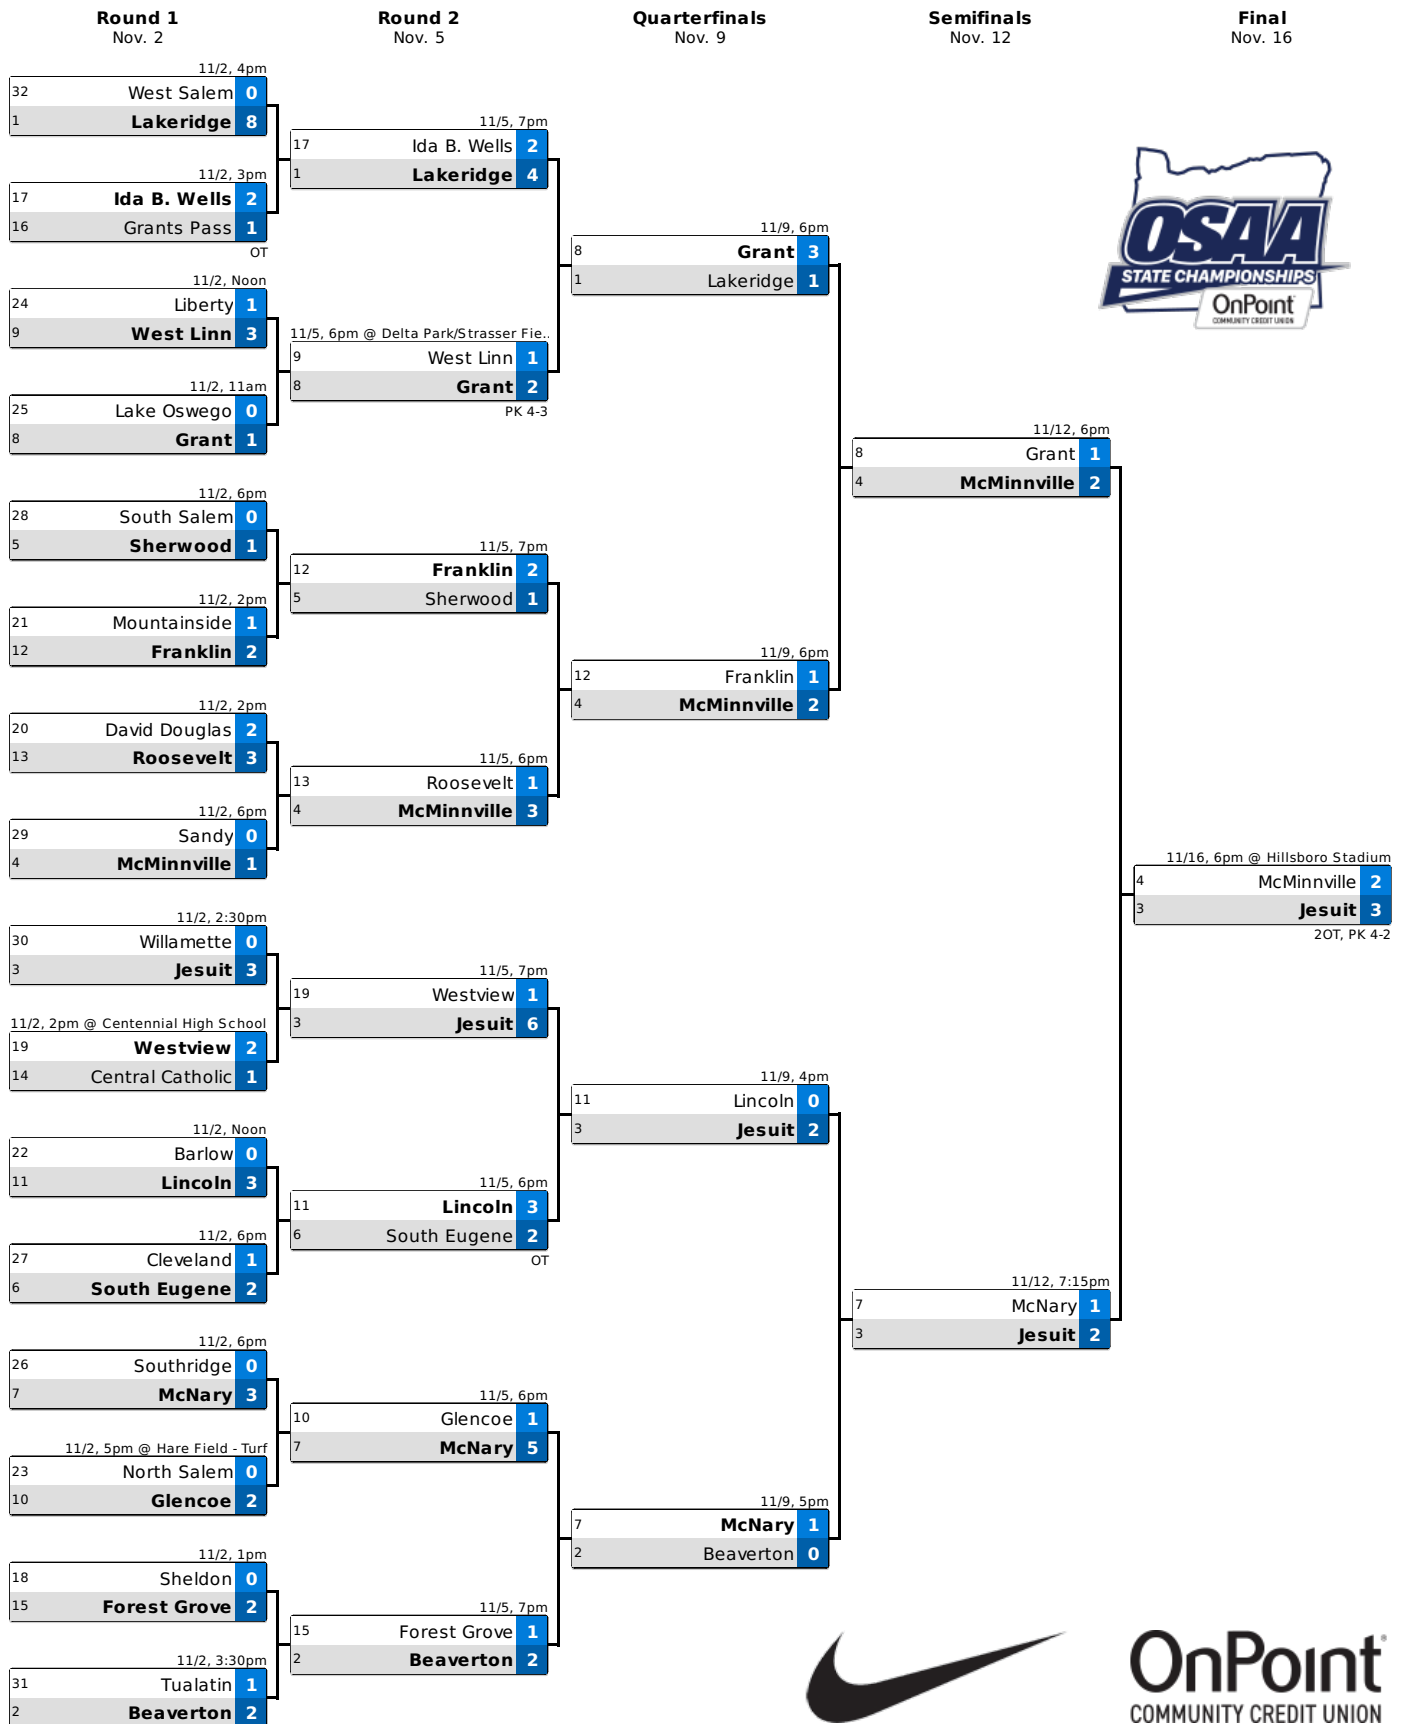 Round 1
Nov. 2
Round 2
Nov. 5
Quarterfinals
Nov. 9
Semifinals
Nov. 12
Final
Nov. 16
11/2, 4pm
32 West Salem 0
1 Lakeridge 8
11/2, 3pm
17 Ida B. Wells 2
16 Grants Pass 1
OT
11/2, Noon
24 Liberty 1
9 West Linn 3
11/2, 11am
25 Lake Oswego 0
8 Grant 1
11/2, 6pm
28 South Salem 0
5 Sherwood 1
11/2, 2pm
21 Mountainside 1
12 Franklin 2
11/2, 2pm
20 David Douglas 2
13 Roosevelt 3
11/2, 6pm
29 Sandy 0
4 McMinnville 1
11/2, 2:30pm
30 Willamette 0
3 Jesuit 3
11/2, 2pm @ Centennial High School
19 Westview 2
14 Central Catholic 1
11/2, Noon
22 Barlow 0
11 Lincoln 3
11/2, 6pm
27 Cleveland 1
6 South Eugene 2
11/2, 6pm
26 Southridge 0
7 McNary 3
11/2, 5pm @ Hare Field - Turf
23 North Salem 0
10 Glencoe 2
11/2, 1pm
18 Sheldon 0
15 Forest Grove 2
11/2, 3:30pm
31 Tualatin 1
2 Beaverton 2
11/5, 7pm
17 Ida B. Wells 2
1 Lakeridge 4
11/5, 6pm @ Delta Park/Strasser Fie..
9 West Linn 1
8 Grant 2
PK 4-3
11/5, 7pm
12 Franklin 2
5 Sherwood 1
11/5, 6pm
13 Roosevelt 1
4 McMinnville 3
11/5, 7pm
19 Westview 1
3 Jesuit 6
11/5, 6pm
11 Lincoln 3
6 South Eugene 2
OT
11/5, 6pm
10 Glencoe 1
7 McNary 5
11/5, 7pm
15 Forest Grove 1
2 Beaverton 2
11/9, 6pm
8 Grant 3
1 Lakeridge 1
11/9, 6pm
12 Franklin 1
4 McMinnville 2
11/9, 4pm
11 Lincoln 0
3 Jesuit 2
11/9, 5pm
7 McNary 1
2 Beaverton 0
11/12, 6pm
8 Grant 1
4 McMinnville 2
11/12, 7:15pm
7 McNary 1
3 Jesuit 2
11/16, 6pm @ Hillsboro Stadium
4 McMinnville 2
3 Jesuit 3
2OT, PK 4-2
OSAA
STATE CHAMPIONSHIPS
OnPoint
COMMUNITY CREDIT UNION
OnPoint
COMMUNITY CREDIT UNION